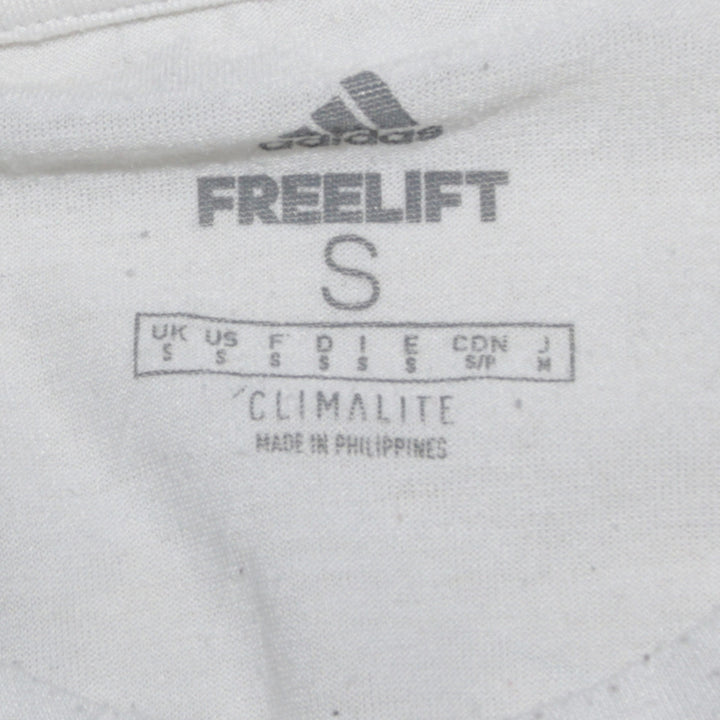 adidas
FREELIFT
S
UK US F D I E CDN J
S S S S S S S/P M
CLIMALITE
MADE IN PHILIPPINES